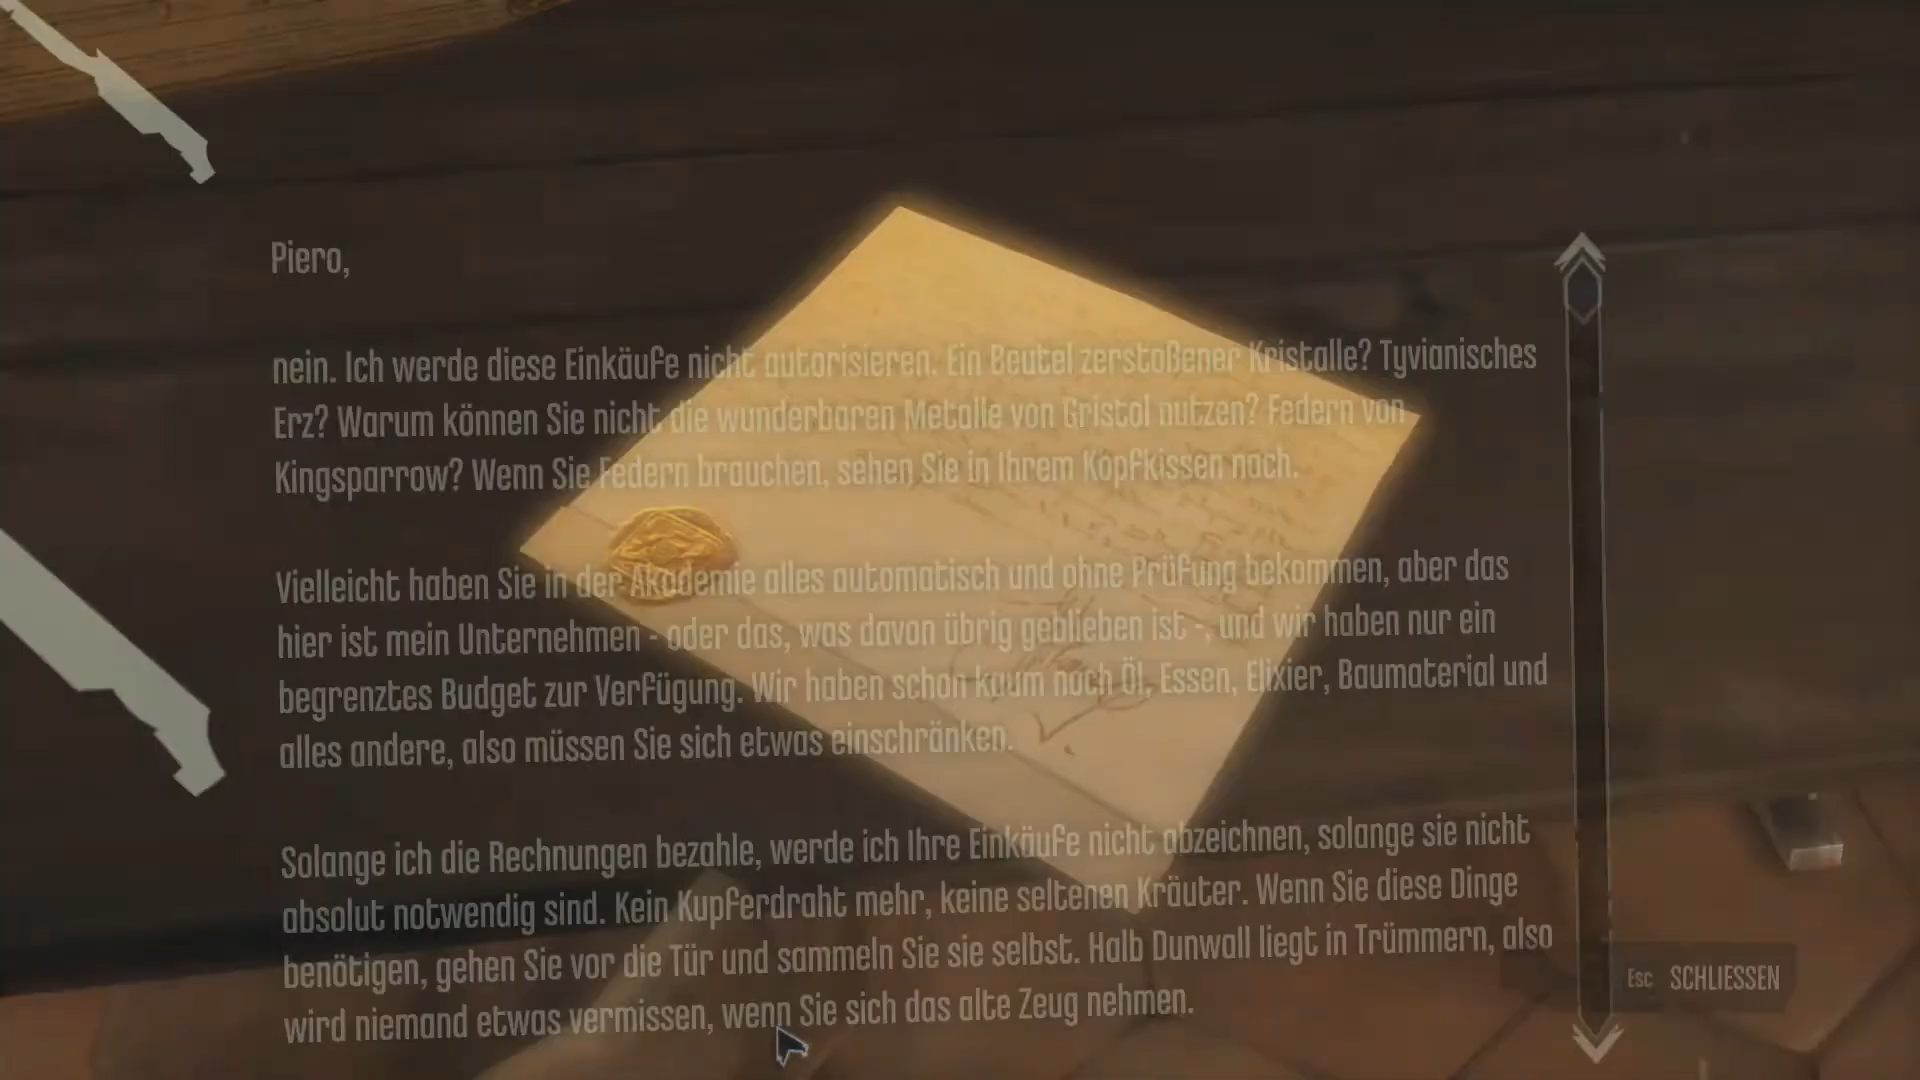 Piero,
nein. Ich werde diese Einkäufe nicht autorisieren. Ein Beutel zerstoßener Kristalle? Tyvianisches
Erz? Warum können Sie nicht die wunderbaren Metalle von Gristol nutzen? Federn von
Kingsparrow? Wenn Sie Federn brauchen, sehen Sie in Ihrem Kopfkissen nach.
Vielleicht haben Sie in der Akademie alles automatisch und ohne Prüfung bekommen, aber das
hier ist mein Unternehmen - oder das, was davon übrig geblieben ist -, und wir haben nur ein
begrenztes Budget zur Verfügung. Wir haben schon kaum noch Öl, Essen, Elixier, Baumaterial und
alles andere, also müssen Sie sich etwas einschränken.
Solange ich die Rechnungen bezahle, werde ich Ihre Einkäufe nicht abzeichnen, solange sie nicht
absolut notwendig sind. Kein Kupferdraht mehr, keine seltenen Kräuter. Wenn Sie diese Dinge
benötigen, gehen Sie vor die Tür und sammeln Sie sie selbst. Halb Dunwall liegt in Trümmern, also
wird niemand etwas vermissen, wenn Sie sich das alte Zeug nehmen.
Esc SCHLIESSEN